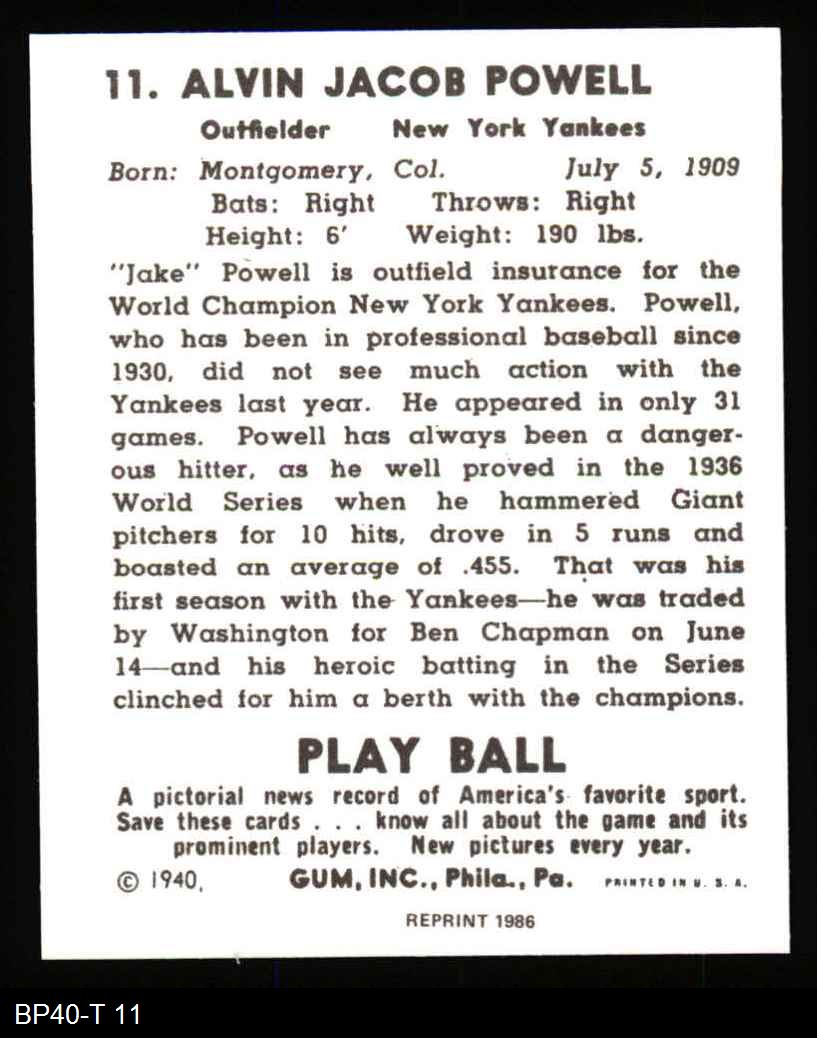 11. ALVIN JACOB POWELL
Outfielder New York Yankees
Born: Montgomery, Col. July 5, 1909
Bats: Right Throws: Right
Height: 6' Weight: 190 lbs.
"Jake" Powell is outfield insurance for the
World Champion New York Yankees. Powell,
who has been in professional baseball since
1930, did not see much action with the
Yankees last year. He appeared in only 31
games. Powell has always been a danger-
ous hitter, as he well proved in the 1936
World Series when he hammered Giant
pitchers for 10 hits, drove in 5 runs and
boasted an average of .455. That was his
first season with the Yankees—he was traded
by Washington for Ben Chapman on June
14—and his heroic batting in the Series
clinched for him a berth with the champions.
PLAY BALL
A pictorial news record of America's favorite sport.
Save these cards . . . know all about the game and its
prominent players. New pictures every year.
© 1940, GUM, INC., Phila., Pa. PRINTED IN U. S. A.
REPRINT 1986
BP40-T 11